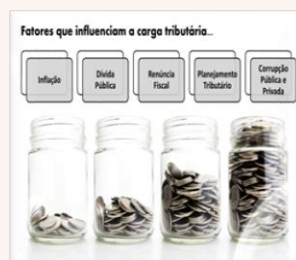 Fatores que influenciam a carga tributária...
Inflação
Dívida
Pública
Renúncia
Fiscal
Planejamento
Tributário
Corrupção
Pública e
Privada